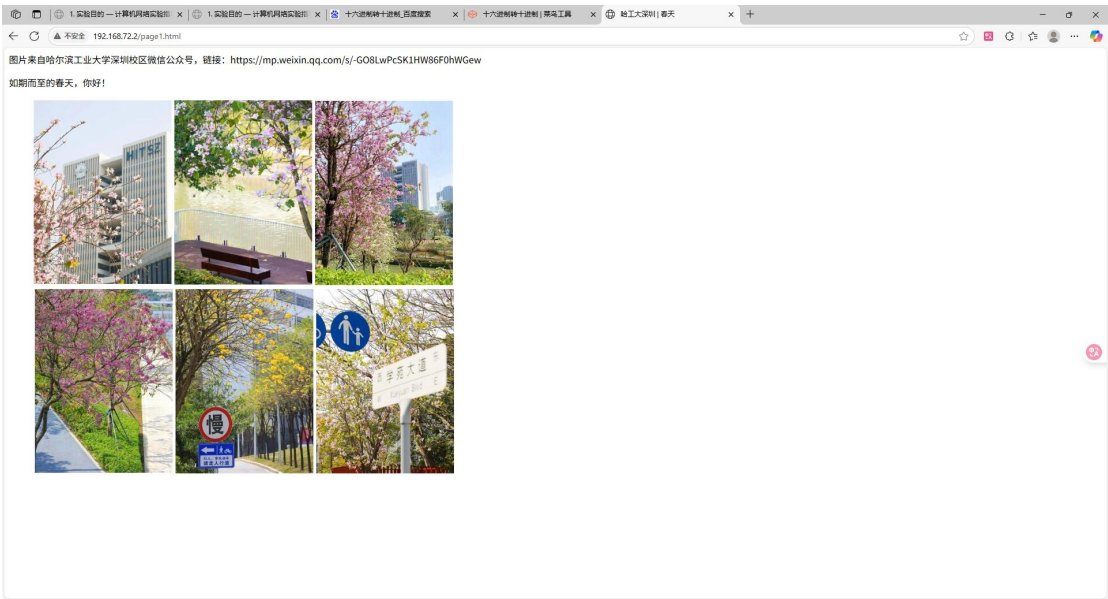 1. 实验目的 — 计算机网络实验指
1. 实验目的 — 计算机网络实验指
十六进制转十进制_百度搜索
十六进制转十进制 | 菜鸟工具
哈工大深圳 | 春天
不安全 192.168.72.2/page1.html
图片来自哈尔滨工业大学深圳校区微信公众号，链接：https://mp.weixin.qq.com/s/-GO8LwPcSK1HW86F0hWGew
如期而至的春天，你好！
HITSZ
慢
学苑大道
Xueyuan Blvd